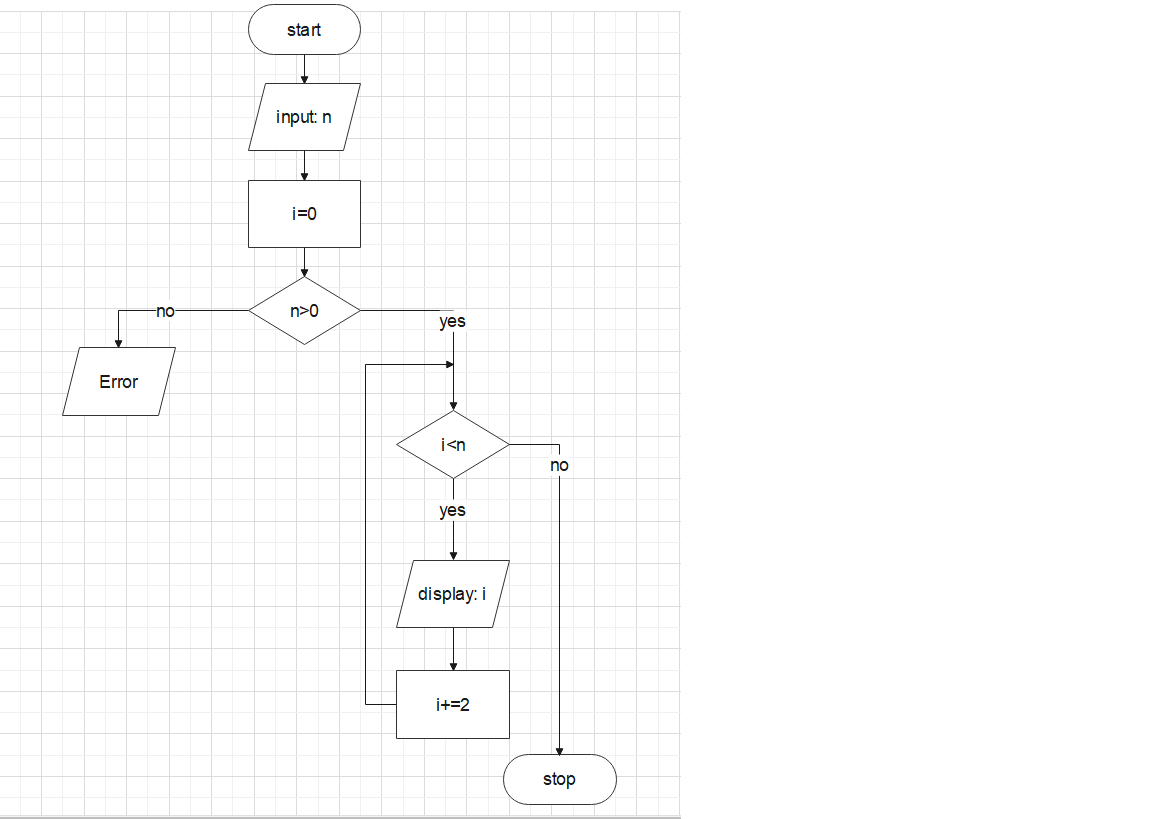 start
input: n
i=0
n>0
no
yes
Error
i<n
no
yes
display: i
i+=2
stop